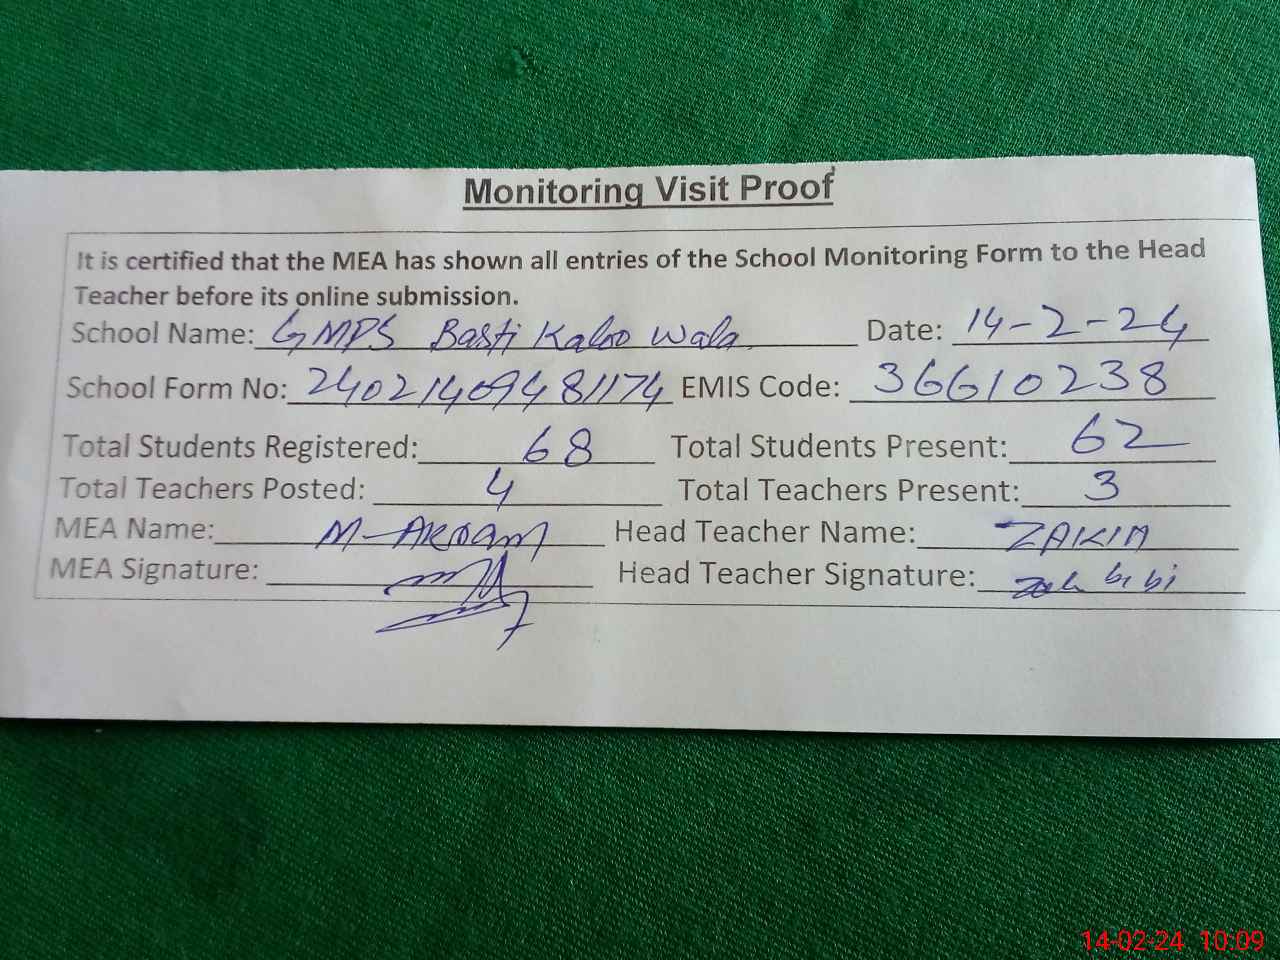 Monitoring Visit Proof
It is certified that the MEA has shown all entries of the School Monitoring Form to the Head
Teacher before its online submission.
School Name: GMPS Basti Kaloo Wala Date: 14-2-24
School Form No: 24021409481174 EMIS Code: 36610238
Total Students Registered: 68 Total Students Present: 62
Total Teachers Posted: 4 Total Teachers Present: 3
MEA Name: M-AKRam Head Teacher Name: ZAKIA
MEA Signature: Head Teacher Signature: bibi
14-02-24 10:09